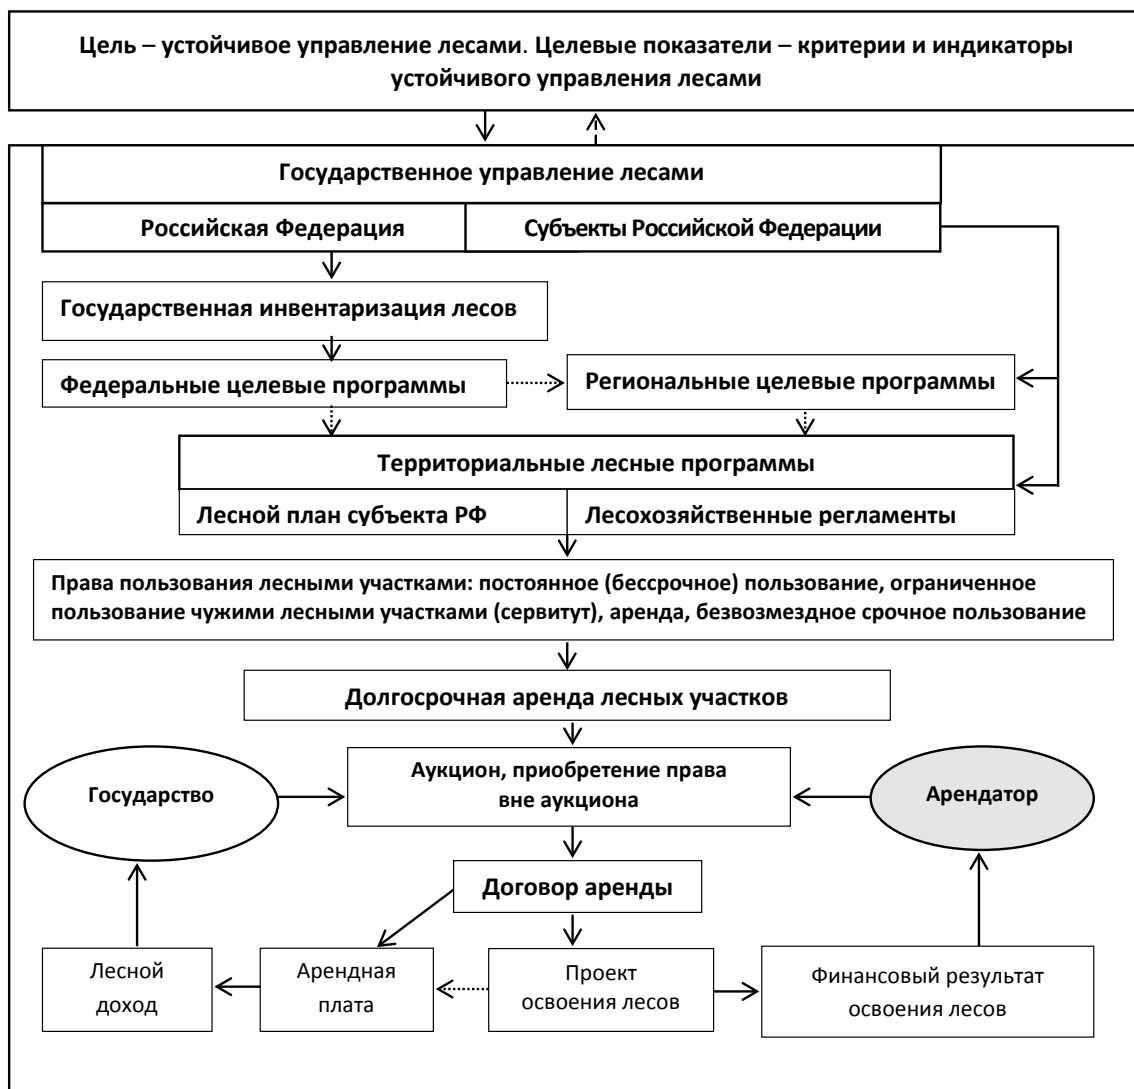 Цель – устойчивое управление лесами. Целевые показатели – критерии и индикаторы
устойчивого управления лесами
Государственное управление лесами
Российская Федерация
Субъекты Российской Федерации
Государственная инвентаризация лесов
Федеральные целевые программы
Региональные целевые программы
Территориальные лесные программы
Лесной план субъекта РФ
Лесохозяйственные регламенты
Права пользования лесными участками: постоянное (бессрочное) пользование, ограниченное
пользование чужими лесными участками (сервитут), аренда, безвозмездное срочное пользование
Долгосрочная аренда лесных участков
Государство
Аукцион, приобретение права
вне аукциона
Арендатор
Договор аренды
Лесной
доход
Арендная
плата
Проект
освоения лесов
Финансовый результат
освоения лесов